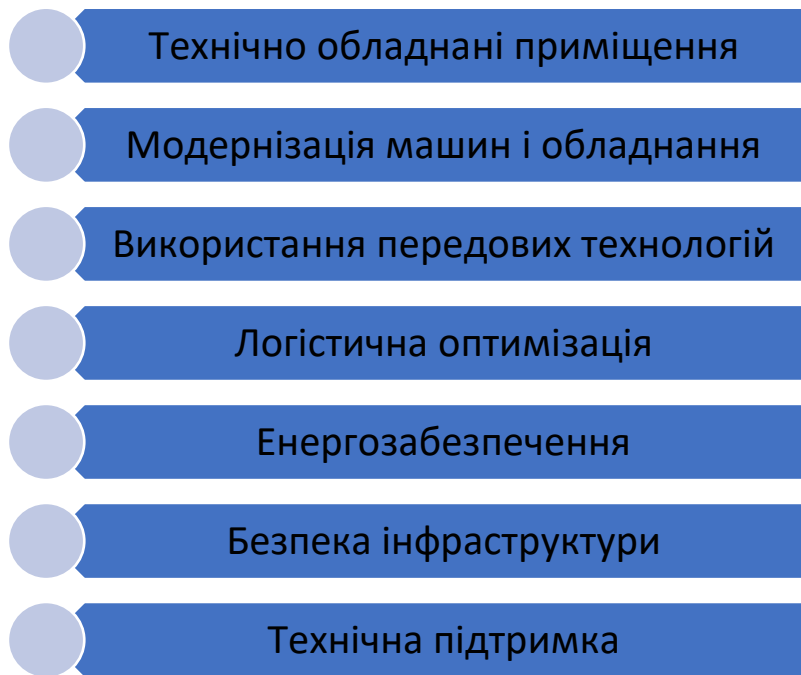 Технічно обладнані приміщення
Модернізація машин і обладнання
Використання передових технологій
Логістична оптимізація
Енергозабезпечення
Безпека інфраструктури
Технічна підтримка